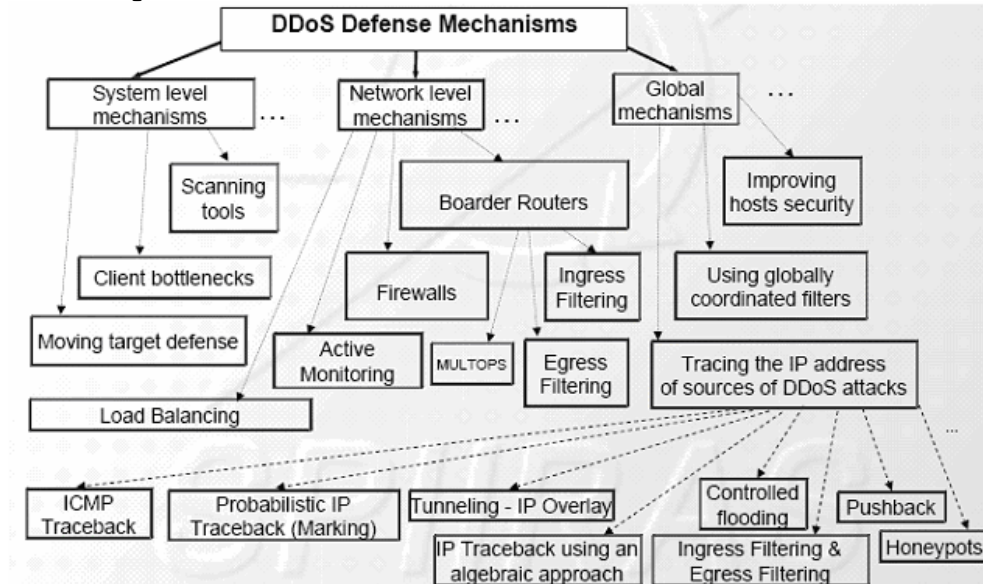 DDoS Defense Mechanisms
System level
mechanisms
...
Network level
mechanisms
...
Global
mechanisms
...
Scanning
tools
Boarder Routers
Improving
hosts security
Client bottlenecks
Firewalls
Ingress
Filtering
Using globally
coordinated filters
Moving target defense
Active
Monitoring
MULTOPS
Egress
Filtering
Tracing the IP address
of sources of DDoS attacks
Load Balancing
...
ICMP
Traceback
Probabilistic IP
Traceback (Marking)
Tunneling - IP Overlay
Controlled
flooding
Pushback
IP Traceback using an
algebraic approach
Ingress Filtering &
Egress Filtering
Honeypots
SPIIRAS